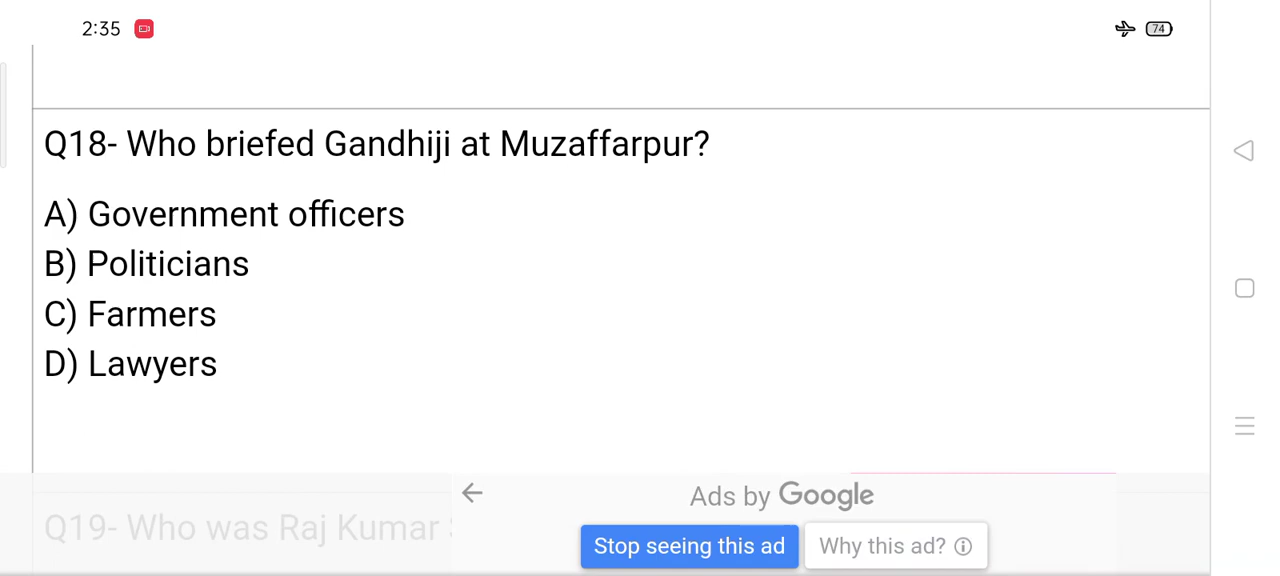 2:35
74
Q18- Who briefed Gandhiji at Muzaffarpur?
A) Government officers
B) Politicians
C) Farmers
D) Lawyers
Ads by Google
Q19- Who was Raj Kumar
Stop seeing this ad
Why this ad?